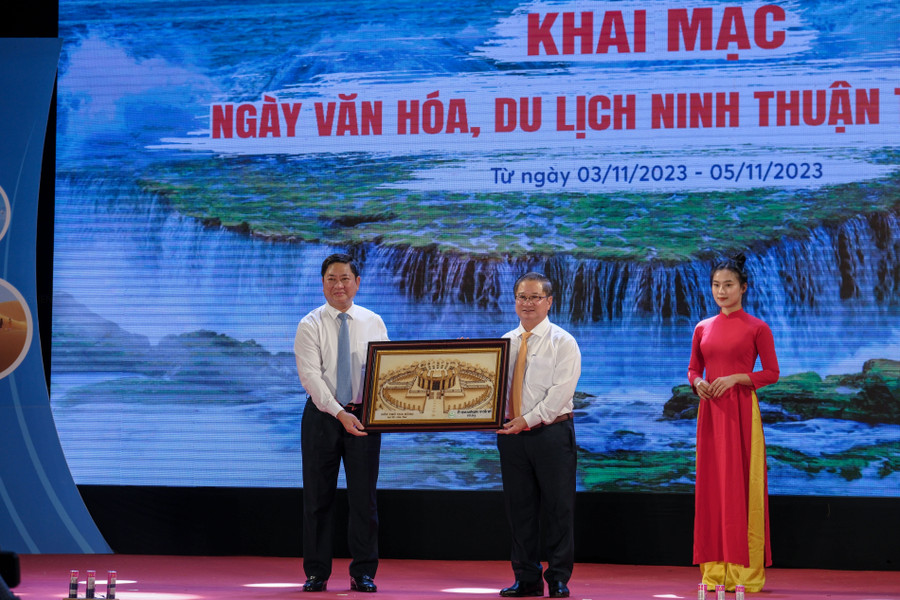 KHAI MẠC
NGÀY VĂN HÓA, DU LỊCH NINH THUẬN
Từ ngày 03/11/2023 - 05/11/2023